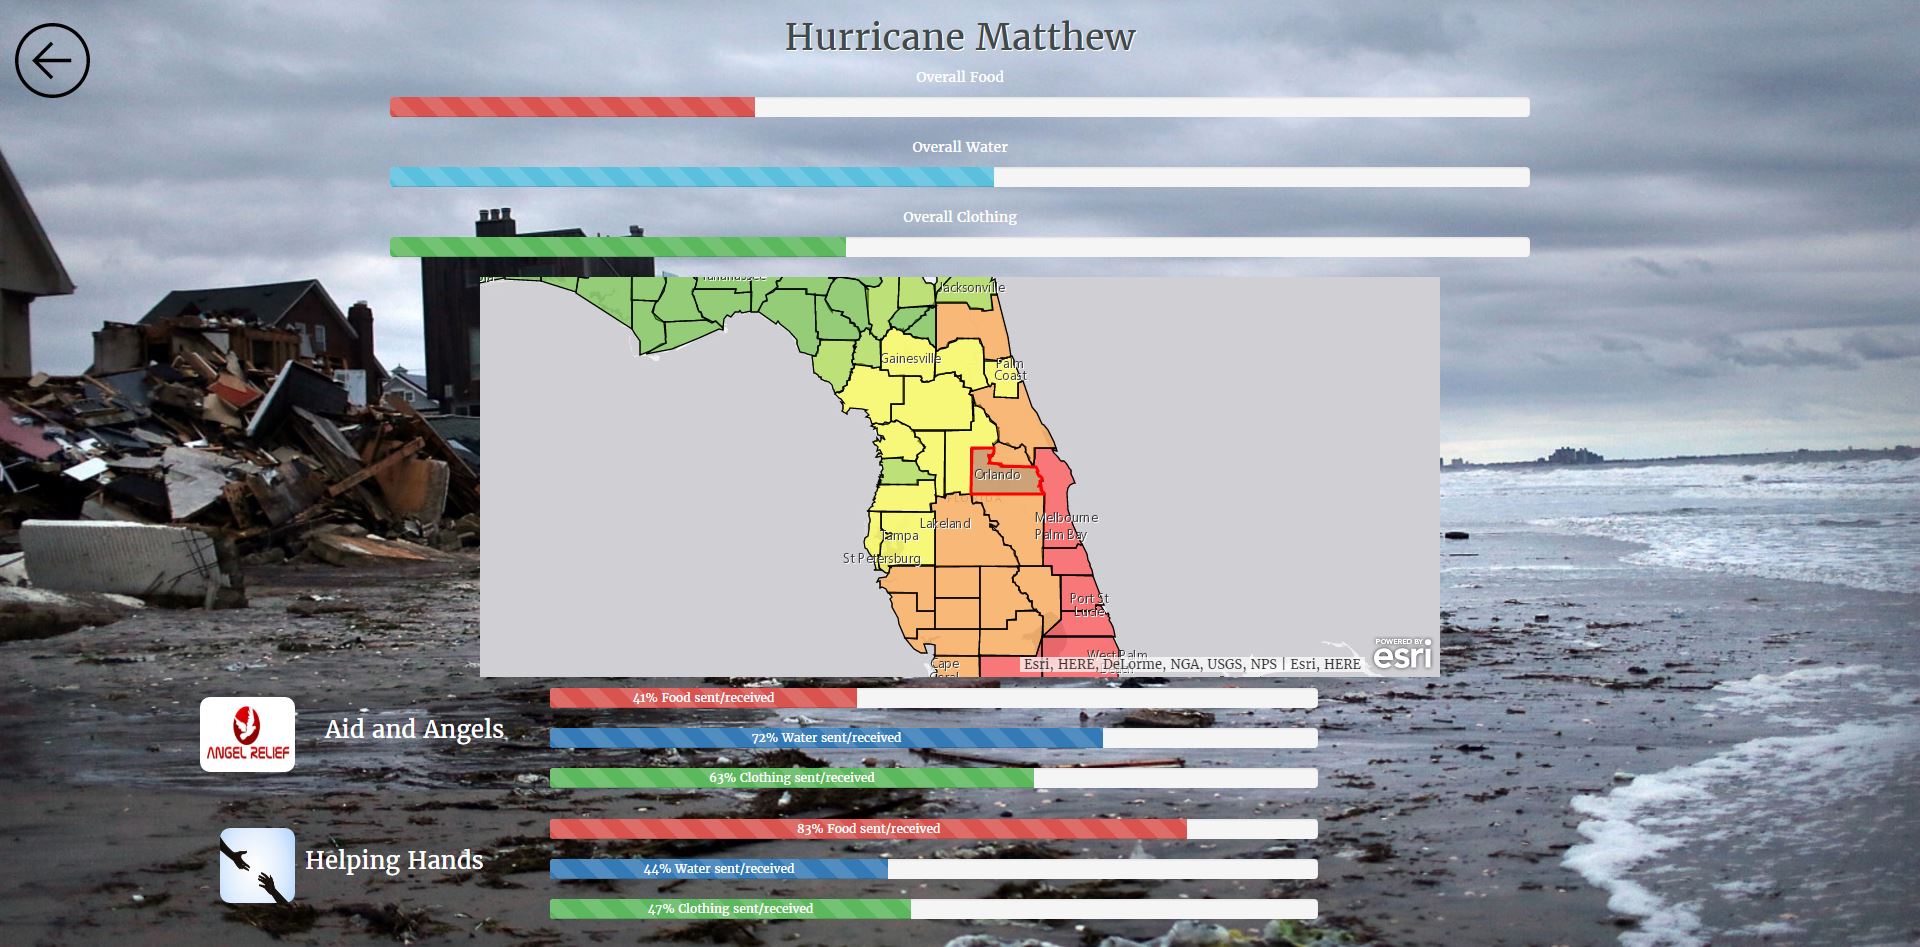 Hurricane Matthew
Overall Food
Overall Water
Overall Clothing
Tallahassee
Jacksonville
Gainesville
Palm
Coast
Orlando
FLORIDA
Melbourne
Lakeland
Palm Bay
Tampa
St Petersburg
Port St
Lucie
West Palm
Beach
Cape
Coral
POWERED BY
esri
Esri, HERE, DeLorme, NGA, USGS, NPS | Esri, HERE
41% Food sent/received
ANGEL RELIEF
Aid and Angels
72% Water sent/received
63% Clothing sent/received
83% Food sent/received
Helping Hands
44% Water sent/received
47% Clothing sent/received